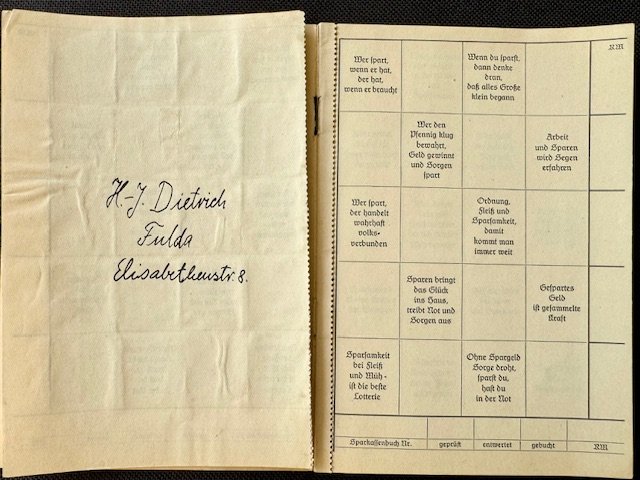 H.-J. Dietrich
Fulda
Elisabethenstr. 8.
RM
Wer spart,
wenn er hat,
der hat,
wenn er braucht
Wenn du sparst,
dann denke
dran,
daß alles Große
klein begann
Wer den
Pfennig klug
bewahrt,
Geld gewinnt
und Sorgen
spart
Arbeit
und Sparen
wird Segen
erfahren
Wer spart,
der handelt
wahrhaft
volks-
verbunden
Ordnung,
Fleiß und
Sparsamkeit,
damit
kommt man
immer weit
Sparen bringt
das Glück
ins Haus,
treibt Not und
Sorgen aus
Gespartes
Geld
ist gesammelte
Kraft
Sparsamkeit
bei Fleiß
und Müh -
ist die beste
Lotterie
Ohne Spargeld
Sorge droht,
sparst du,
hast du
in der Not
Sparkassenbuch Nr. geprüft entwertet gebucht RM